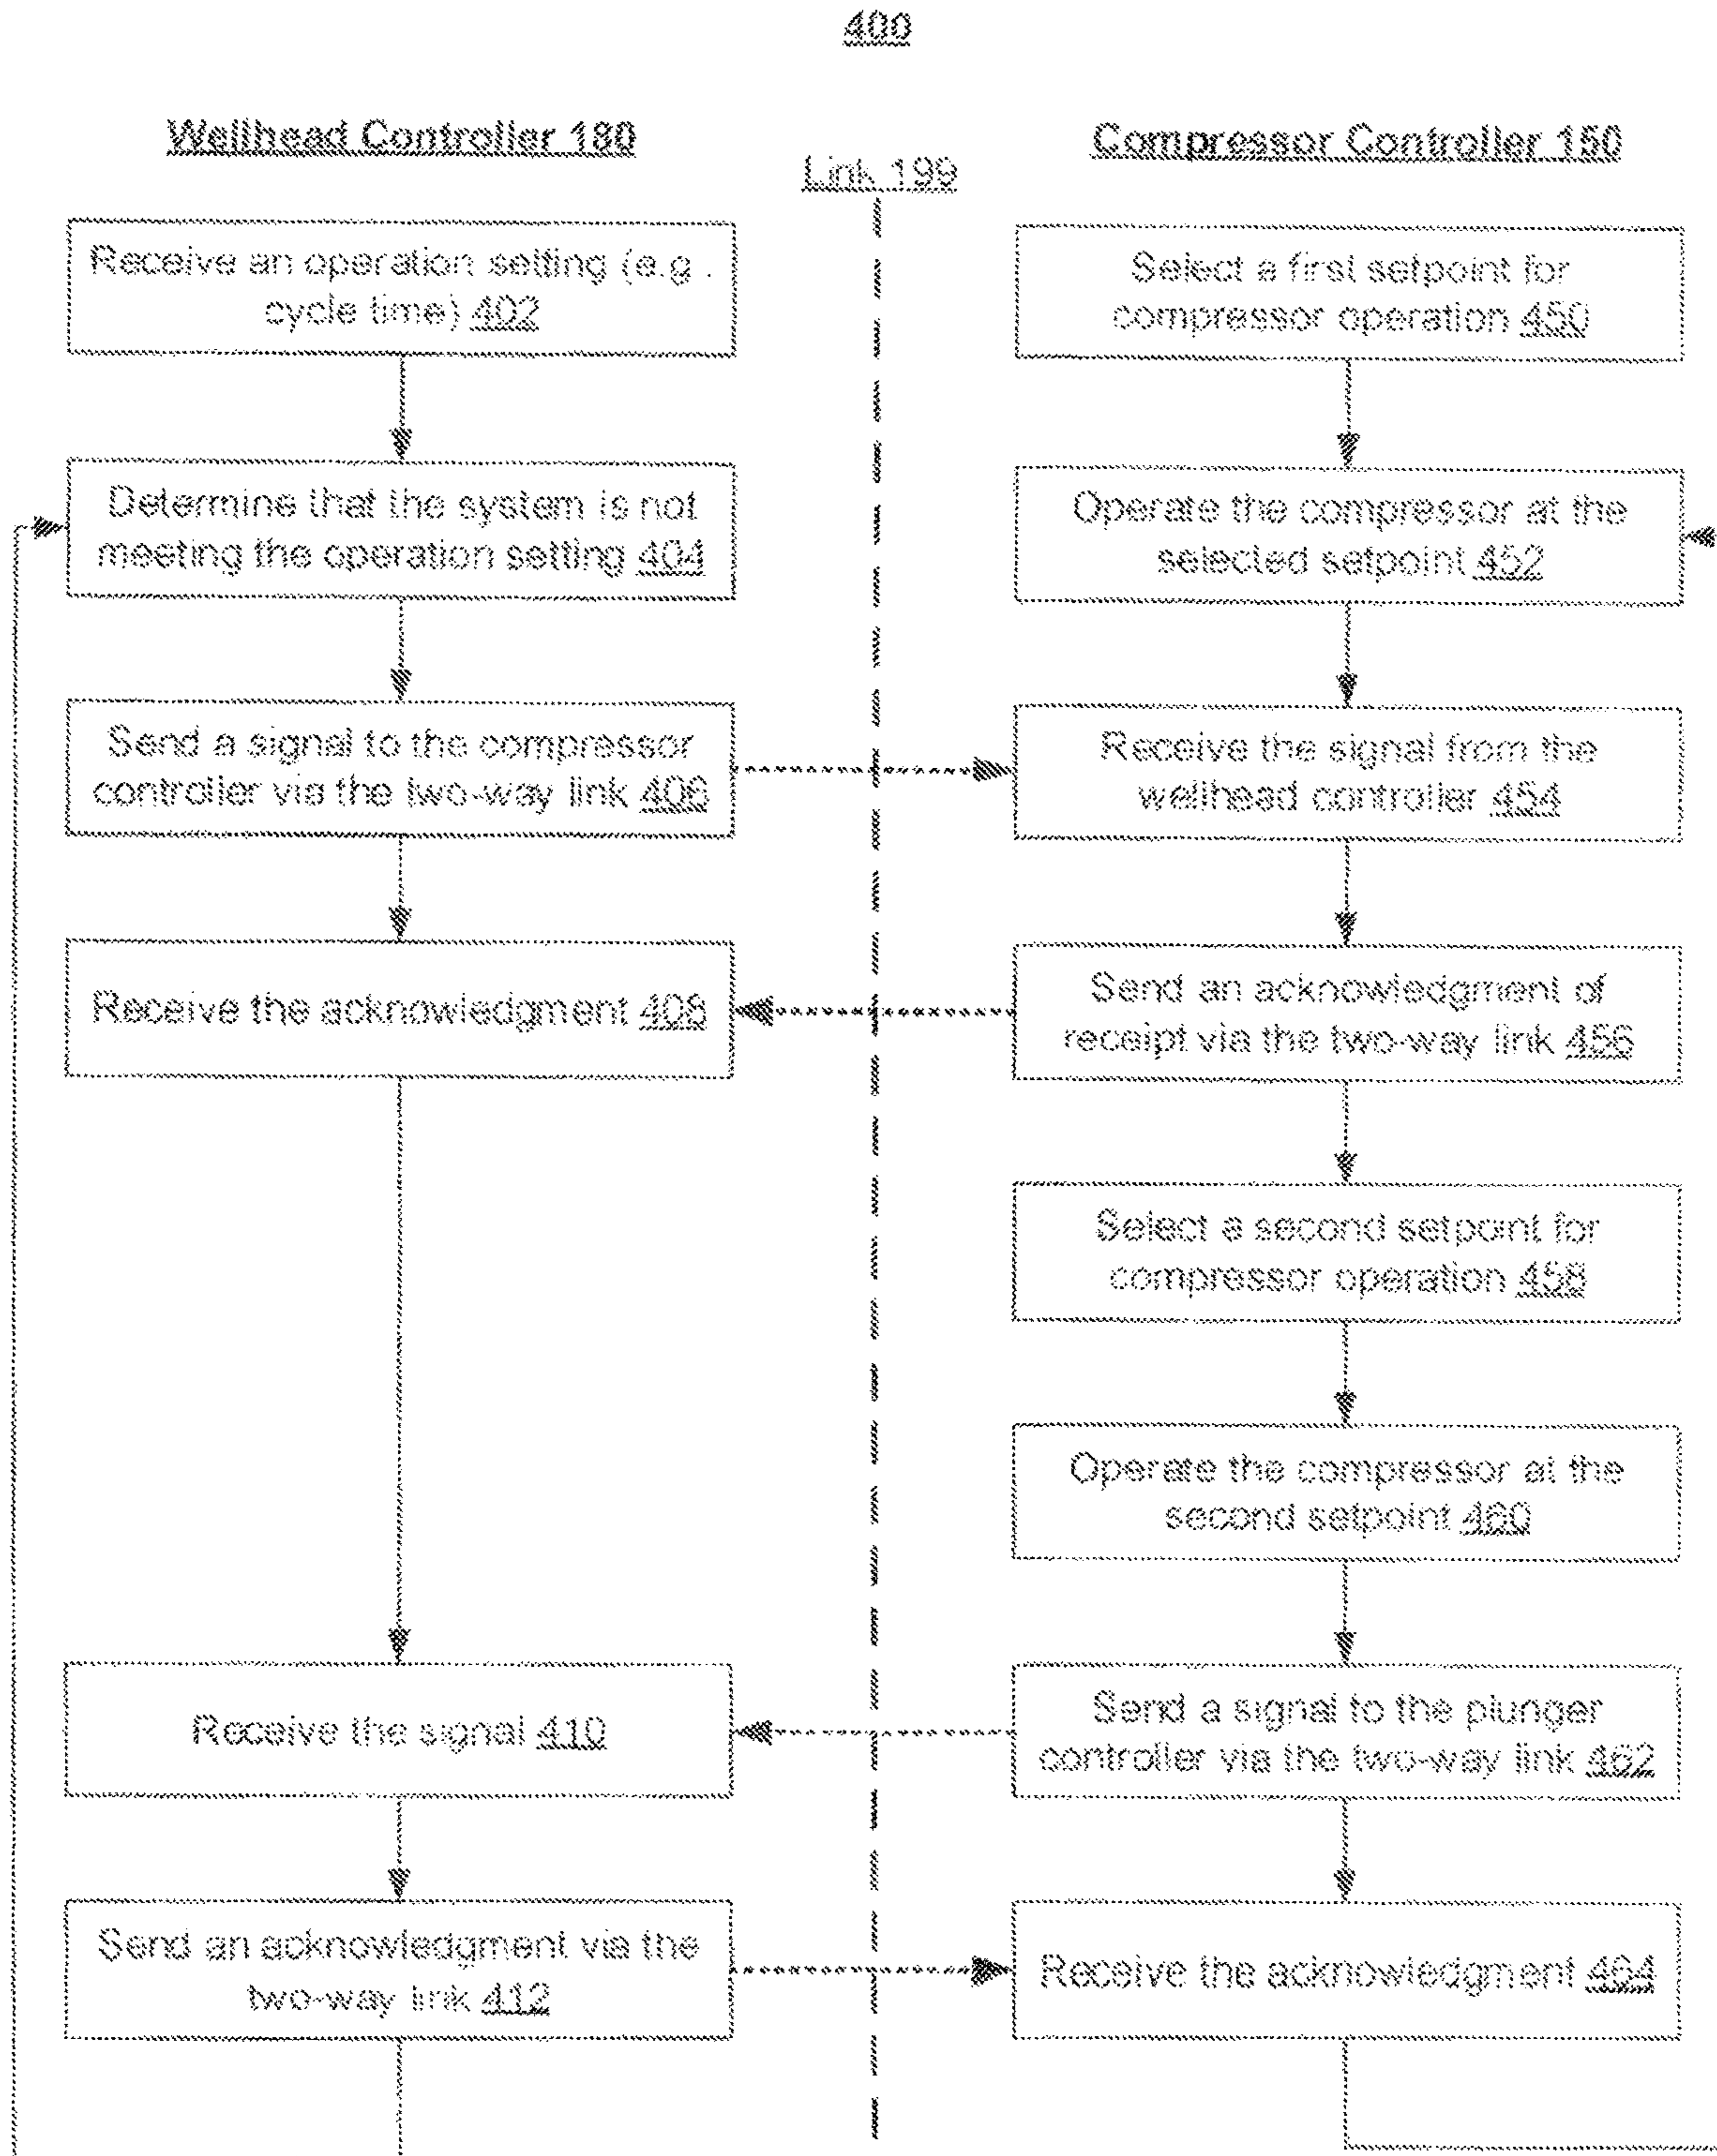 400
Wellhead Controller 180
Link 199
Compressor Controller 150
Receive an operation setting (e.g.
cycle time) 402
Determine that the system is not
meeting the operation setting 404
Send a signal to the compressor
controller via the two-way link 406
Receive the acknowledgment 408
Receive the signal 410
Send an acknowledgment via the
two-way link 412
Select a first setpoint for
compressor operation 450
Operate the compressor at the
selected setpoint 452
Receive the signal from the
wellhead controller 454
Send an acknowledgment of
receipt via the two-way link 456
Select a second setpoint for
compressor operation 458
Operate the compressor at the
second setpoint 460
Send a signal to the plunger
controller via the two-way link 462
Receive the acknowledgment 464